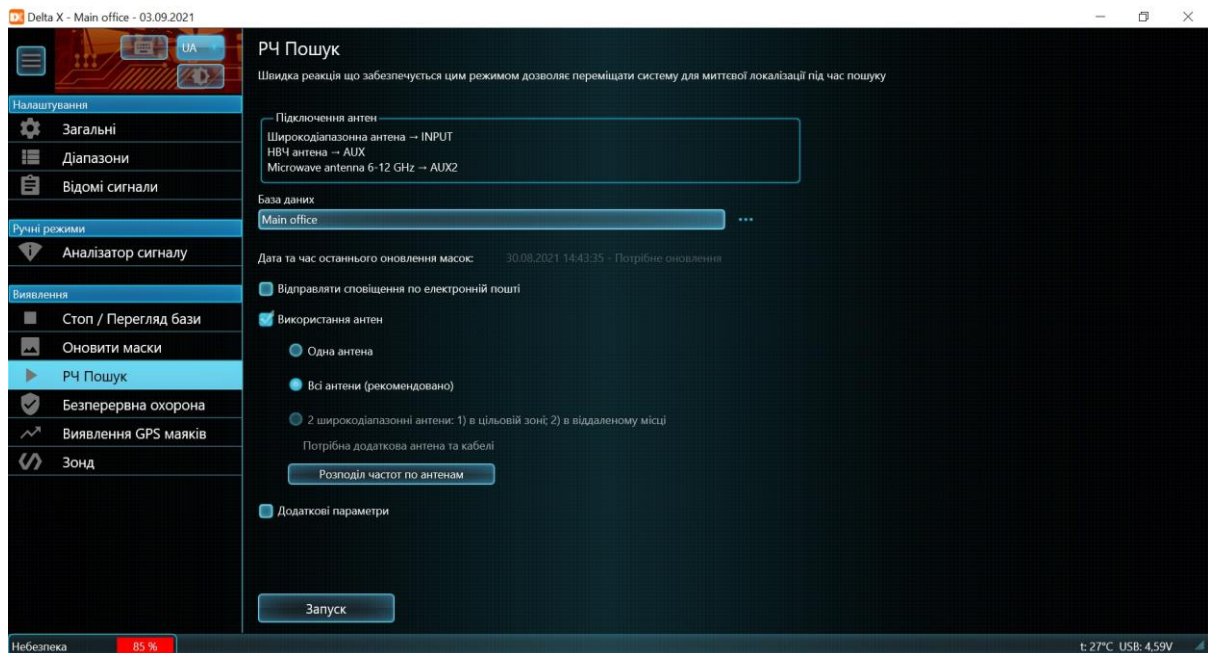 Delta X - Main office - 03.09.2021
UA
Налаштування
Загальні
Діапазони
Відомі сигнали
Ручні режими
Аналізатор сигналу
Виявлення
Стоп / Перегляд бази
Оновити маски
РЧ Пошук
Безперервна охорона
Виявлення GPS маяків
Зонд
РЧ Пошук
Швидка реакція що забезпечується цим режимом дозволяє переміщати систему для миттєвої локалізації під час пошуку
Підключення антен
Широкодіапазонна антена → INPUT
НВЧ антена → AUX
Microwave antenna 6-12 GHz → AUX2
База даних
Main office
Дата та час останнього оновлення масок: 30.08.2021 14:43:35 - Потрібне оновлення
Відправляти сповіщення по електронній пошті
Використання антен
Одна антена
Всі антени (рекомендовано)
2 широкодіапазонні антени: 1) в цільовій зоні; 2) в віддаленому місці
Потрібна додаткова антена та кабелі
Розподіл частот по антенам
Додаткові параметри
Запуск
Небезпека 85 %
t: 27°C USB: 4,59V